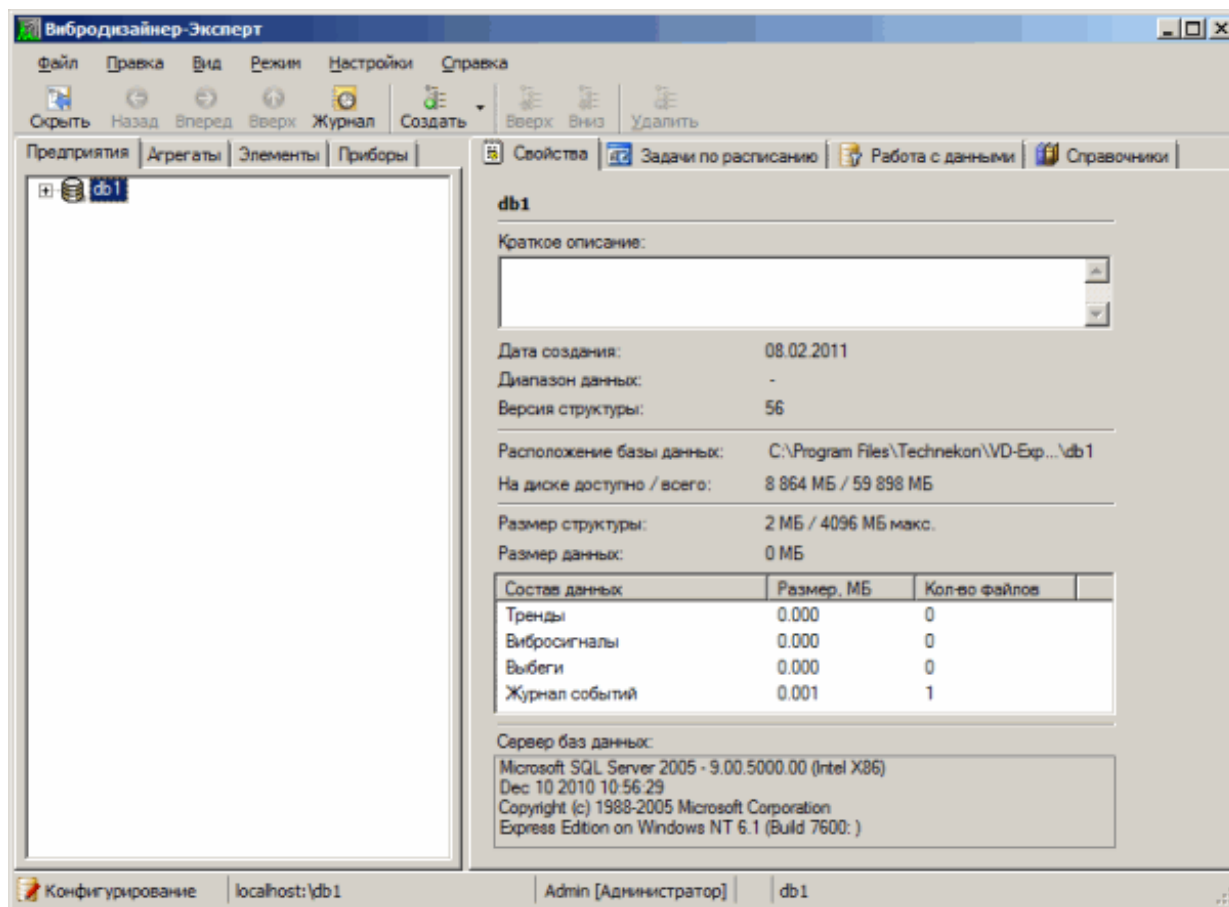 Вибродизайнер-Эксперт
Файл Правка Вид Режим Настройки Справка
Скрыть Назад Вперед Вверх Журнал Создать Вверх Вниз Удалить
Предприятия Агрегаты Элементы Приборы
Свойства Задачи по расписанию Работа с данными Справочники
db1
db1
Краткое описание:
Дата создания: 08.02.2011
Диапазон данных: -
Версия структуры: 56
Расположение базы данных: C:\Program Files\Technekon\VD-Exp...\db1
На диске доступно / всего: 8 864 МБ / 59 898 МБ
Размер структуры: 2 МБ / 4096 МБ макс.
Размер данных: 0 МБ
Состав данных Размер, МБ Кол-во файлов
Тренды 0.000 0
Вибросигналы 0.000 0
Выбеги 0.000 0
Журнал событий 0.001 1
Сервер баз данных:
Microsoft SQL Server 2005 - 9.00.5000.00 (Intel X86)
Dec 10 2010 10:56:29
Copyright (c) 1988-2005 Microsoft Corporation
Express Edition on Windows NT 6.1 (Build 7600: )
Конфигурирование localhost:\db1 Admin [Администратор] db1